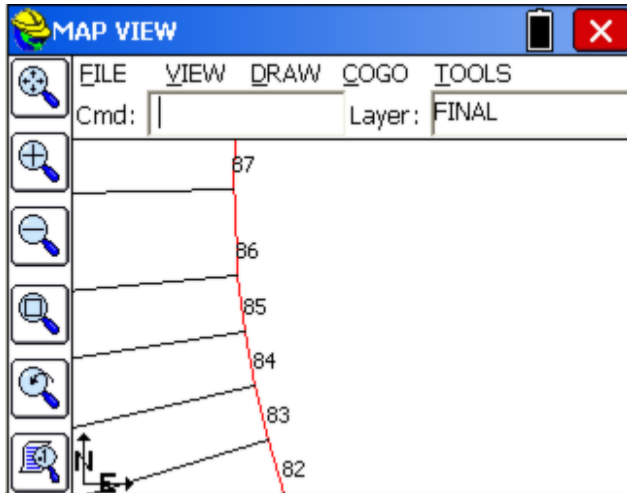 MAP VIEW
FILE VIEW DRAW COGO TOOLS
Cmd: Layer: FINAL
87
86
85
84
83
82
N
E